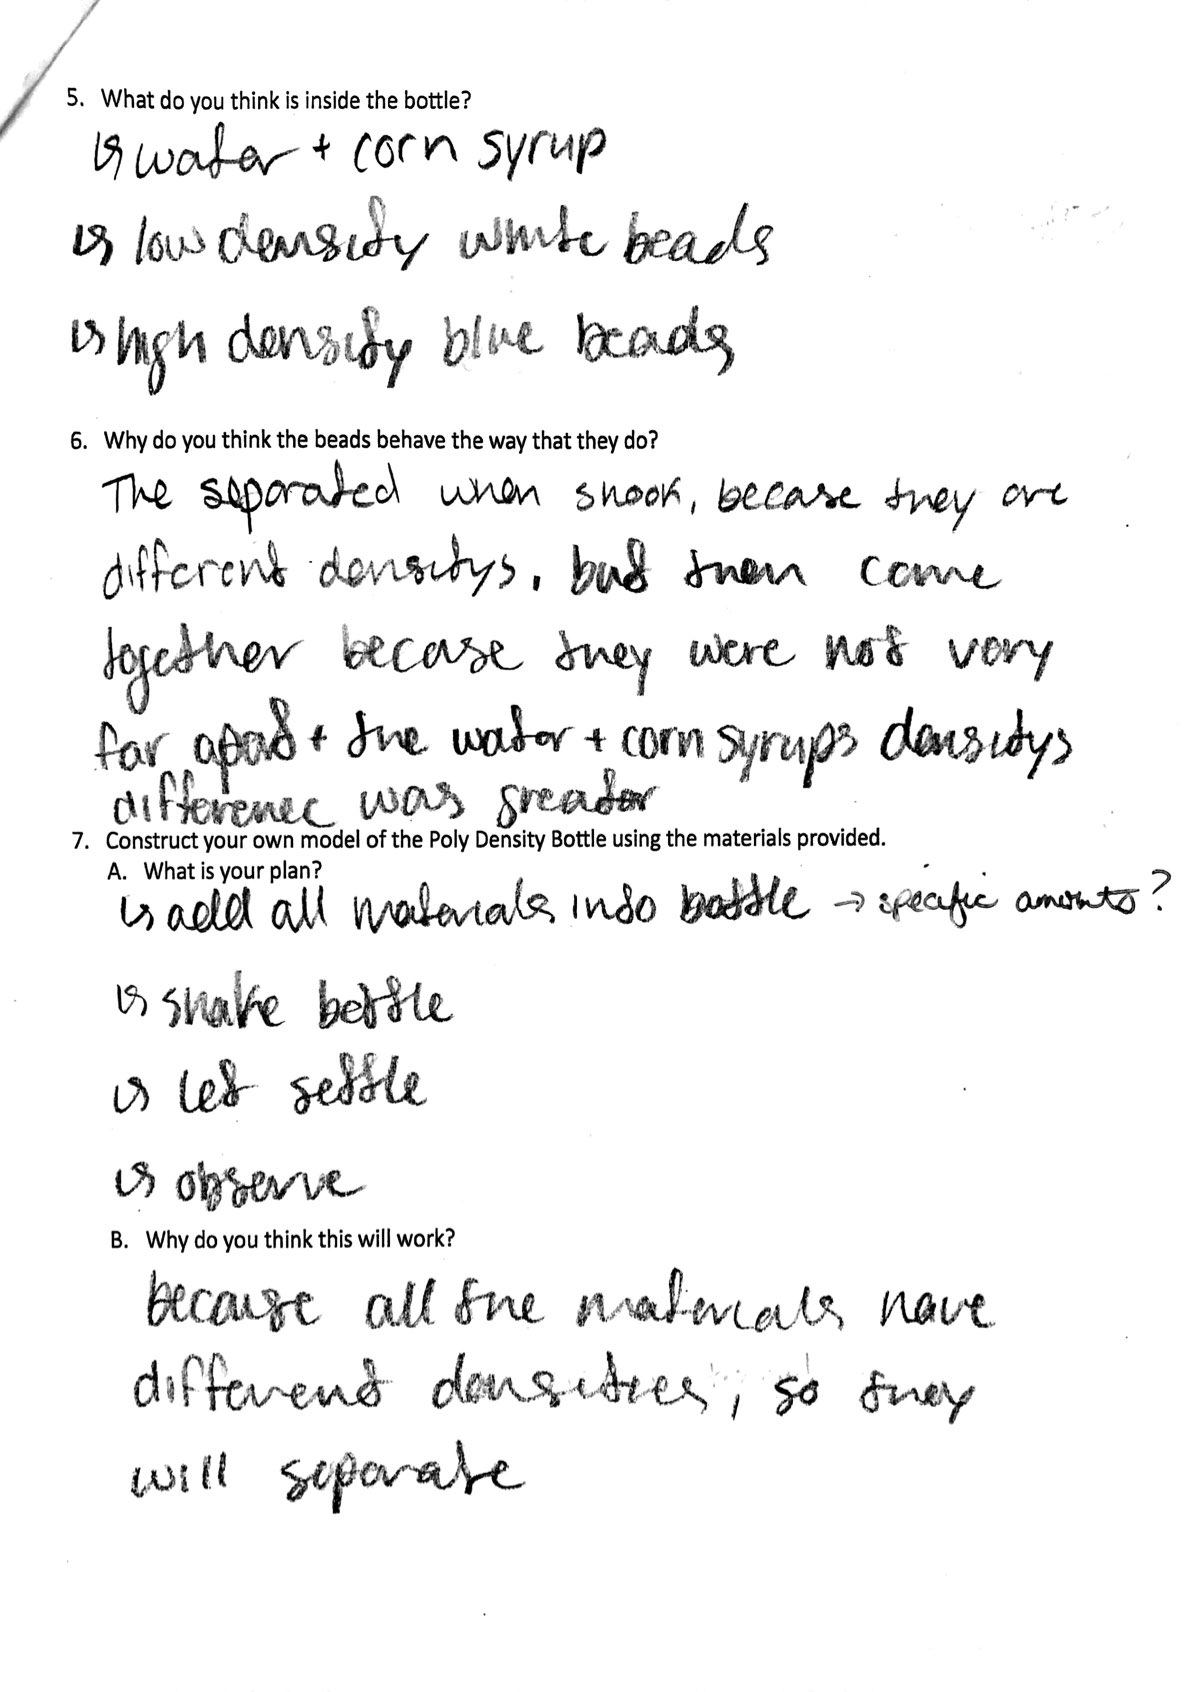 5. What do you think is inside the bottle?
↳ water + corn syrup
↳ low density white beads
↳ high density blue beads
6. Why do you think the beads behave the way that they do?
The separated when shook, becase they are
different densitys, but then come
together becase they were not very
far apart + the water + corn syrups densitys
difference was greater
7. Construct your own model of the Poly Density Bottle using the materials provided.
A. What is your plan?
↳ add all materials into bottle → specific amounts?
↳ shake bottle
↳ let settle
↳ observe
B. Why do you think this will work?
because all the materials have
different densities, so they
will separate